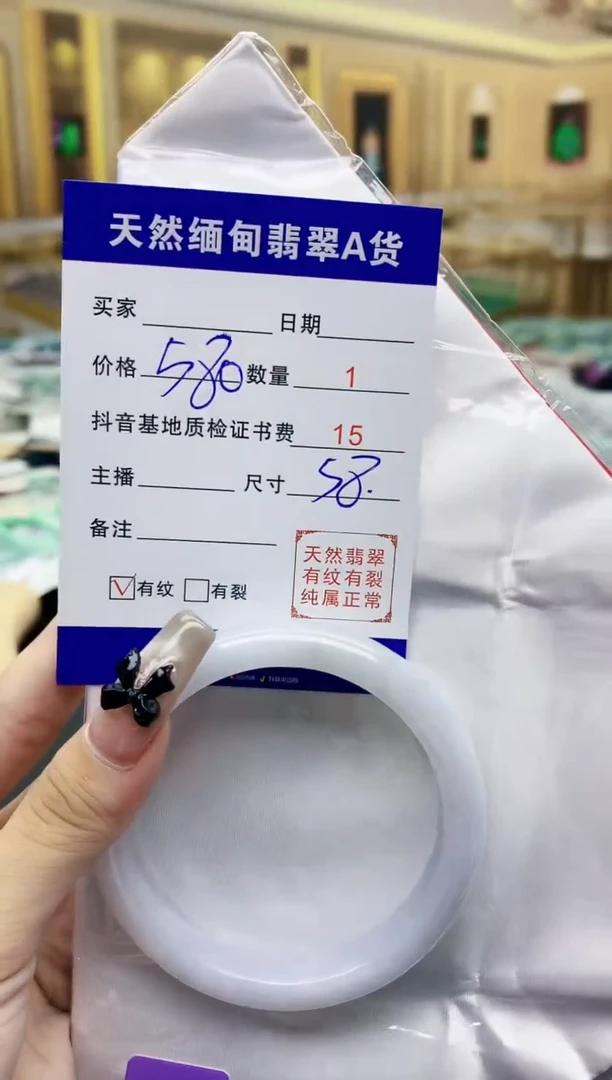 天然缅甸翡翠A货
买家 日期
价格 580 数量 1
抖音基地质检证书费 15
主播 尺寸 58.
备注
有纹 有裂
天然翡翠
有纹有裂
纯属正常